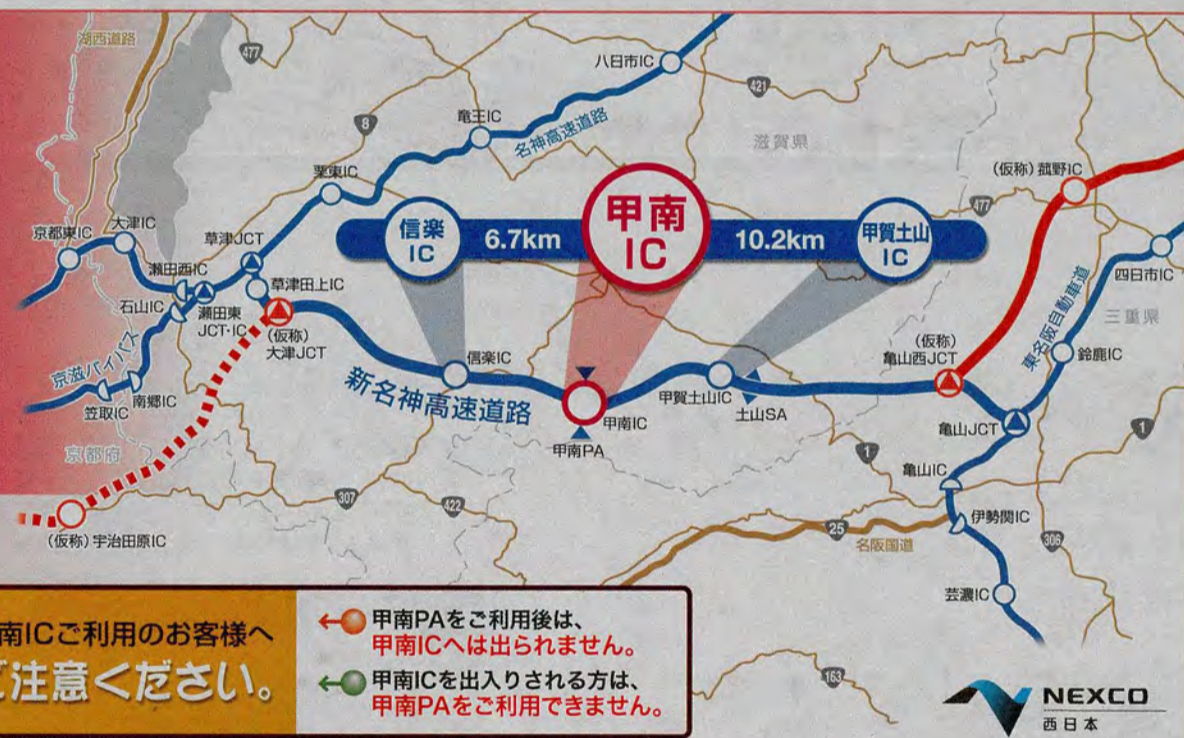 湖西道路
477
八日市IC
421
竜王IC
名神高速道路
滋賀県
8
栗東IC
(仮称) 菰野IC
477
京都東IC
大津IC
草津JCT
信楽
IC
6.7km
甲南
IC
10.2km
甲賀土山
IC
四日市IC
瀬田西IC
草津田上IC
石山IC
瀬田東
JCT・IC
(仮称)
大津JCT
東名阪自動車道
三重県
(仮称)
亀山西JCT
鈴鹿IC
京滋バイパス
信楽IC
新名神高速道路
甲賀土山IC
土山SA
笠取IC
南郷IC
甲南IC
甲南PA
亀山JCT
1
京都府
1
亀山IC
307
422
伊勢関IC
25
名阪国道
306
(仮称) 宇治田原IC
芸濃IC
163
南ICご利用のお客様へ
ご注意ください。
甲南PAをご利用後は、
甲南ICへは出られません。
甲南ICを出入りされる方は、
甲南PAをご利用できません。
NEXCO
西日本